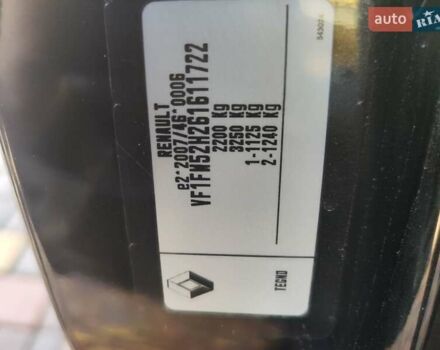 RENAULT
e2*2007/46*0006
VF1FW52H261611722
2200 Kg
3250 Kg
1-1125 Kg
2-1240 Kg
TECNO
auto
RIA